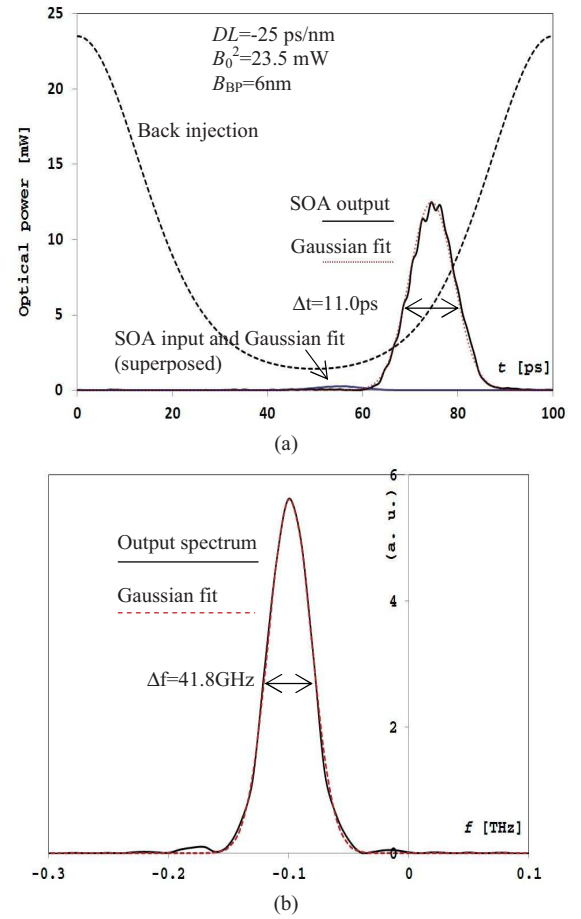 DL=-25 ps/nm
B₀²=23.5 mW
B_BP=6nm
Back injection
SOA output
Gaussian fit
Δt=11.0ps
SOA input and Gaussian fit
(superposed)
Optical power [mW]
25
20
15
10
5
0
0 20 40 60 80 100
t [ps]
(a)
Output spectrum
Gaussian fit
Δf=41.8GHz
(a. u.)
6
4
2
0
f [THz]
-0.3 -0.2 -0.1 0 0.1
(b)